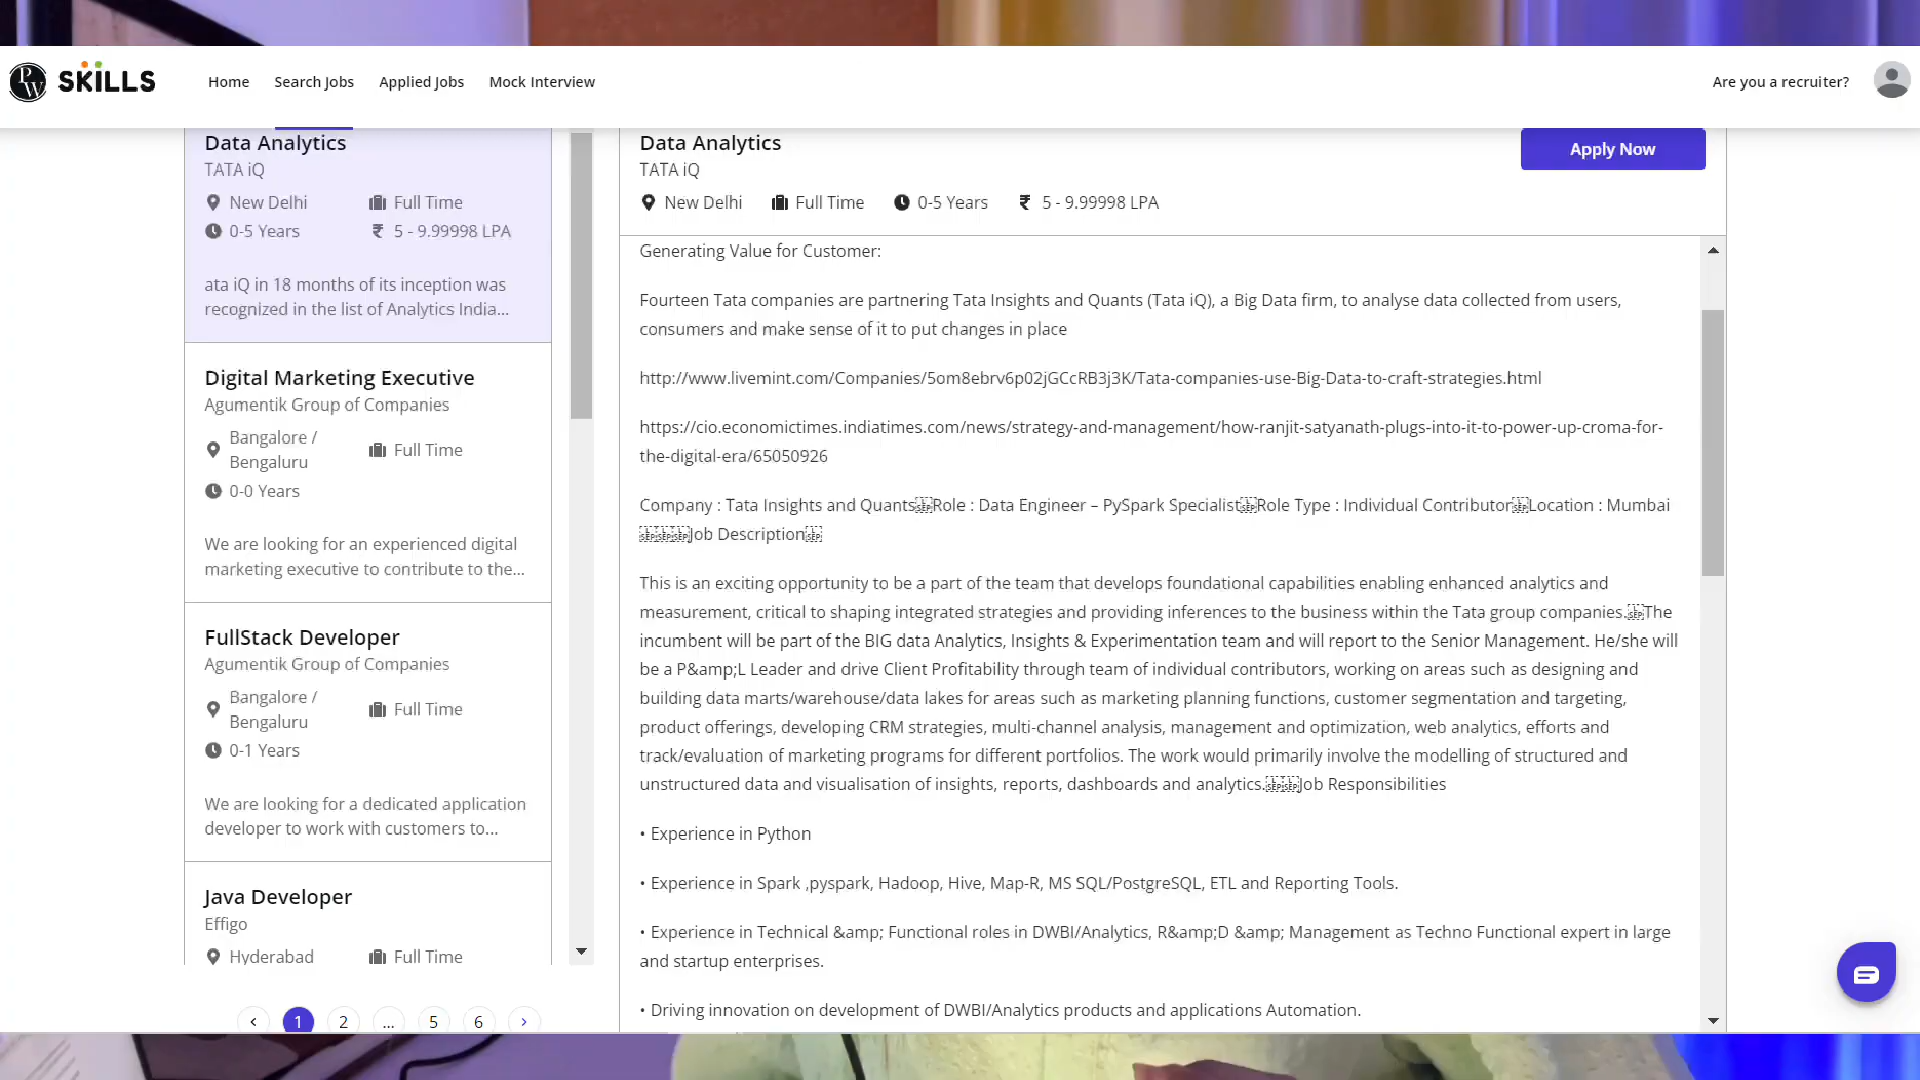 PW SKILLS
Home
Search Jobs
Applied Jobs
Mock Interview
Are you a recruiter?
Data Analytics
TATA iQ
New Delhi
Full Time
0-5 Years
₹ 5 - 9.99998 LPA
ata iQ in 18 months of its inception was
recognized in the list of Analytics India...
Digital Marketing Executive
Agumentik Group of Companies
Bangalore /
Bengaluru
Full Time
0-0 Years
We are looking for an experienced digital
marketing executive to contribute to the...
FullStack Developer
Agumentik Group of Companies
Bangalore /
Bengaluru
Full Time
0-1 Years
We are looking for a dedicated application
developer to work with customers to...
Java Developer
Effigo
Hyderabad
Full Time
< 1 2 ... 5 6 >
Data Analytics
TATA iQ
Apply Now
New Delhi
Full Time
0-5 Years
₹ 5 - 9.99998 LPA
Generating Value for Customer:
Fourteen Tata companies are partnering Tata Insights and Quants (Tata iQ), a Big Data firm, to analyse data collected from users,
consumers and make sense of it to put changes in place
http://www.livemint.com/Companies/5om8ebrv6p02jGCcRB3j3K/Tata-companies-use-Big-Data-to-craft-strategies.html
https://cio.economictimes.indiatimes.com/news/strategy-and-management/how-ranjit-satyanath-plugs-into-it-to-power-up-croma-for-
the-digital-era/65050926
Company : Tata Insights and Quants Role : Data Engineer – PySpark Specialist Role Type : Individual Contributor Location : Mumbai
Job Description
This is an exciting opportunity to be a part of the team that develops foundational capabilities enabling enhanced analytics and
measurement, critical to shaping integrated strategies and providing inferences to the business within the Tata group companies. The
incumbent will be part of the BIG data Analytics, Insights & Experimentation team and will report to the Senior Management. He/she will
be a P&amp;L Leader and drive Client Profitability through team of individual contributors, working on areas such as designing and
building data marts/warehouse/data lakes for areas such as marketing planning functions, customer segmentation and targeting,
product offerings, developing CRM strategies, multi-channel analysis, management and optimization, web analytics, efforts and
track/evaluation of marketing programs for different portfolios. The work would primarily involve the modelling of structured and
unstructured data and visualisation of insights, reports, dashboards and analytics. Job Responsibilities
• Experience in Python
• Experience in Spark ,pyspark, Hadoop, Hive, Map-R, MS SQL/PostgreSQL, ETL and Reporting Tools.
• Experience in Technical &amp; Functional roles in DWBI/Analytics, R&amp;D &amp; Management as Techno Functional expert in large
and startup enterprises.
• Driving innovation on development of DWBI/Analytics products and applications Automation.